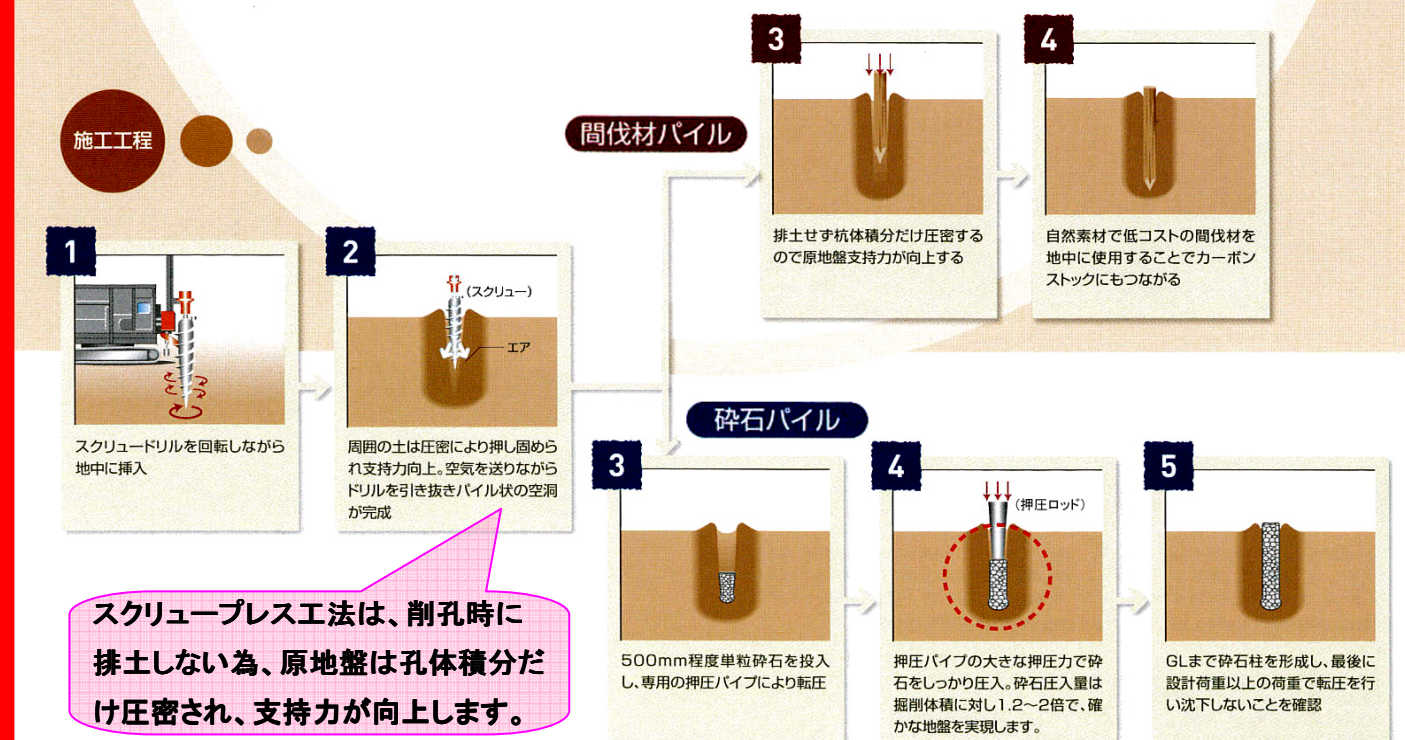 施工工程
1
スクリュードリルを回転しながら
地中に挿入
2
(スクリュー)
エア
周囲の土は圧密により押し固めら
れ支持力向上。空気を送りながら
ドリルを引き抜きパイル状の空洞
が完成
スクリュープレス工法は、削孔時に
排土しない為、原地盤は孔体積分だ
け圧密され、支持力が向上します。
間伐材パイル
3
排土せず杭体積分だけ圧密する
ので原地盤支持力が向上する
4
自然素材で低コストの間伐材を
地中に使用することでカーボン
ストックにもつながる
砕石パイル
3
500mm程度単粒砕石を投入
し、専用の押圧パイプにより転圧
4
(押圧ロッド)
押圧パイプの大きな押圧力で砕
石をしっかり圧入。砕石圧入量は
掘削体積に対し1.2〜2倍で、確
かな地盤を実現します。
5
GLまで砕石柱を形成し、最後に
設計荷重以上の荷重で転圧を行
い沈下しないことを確認